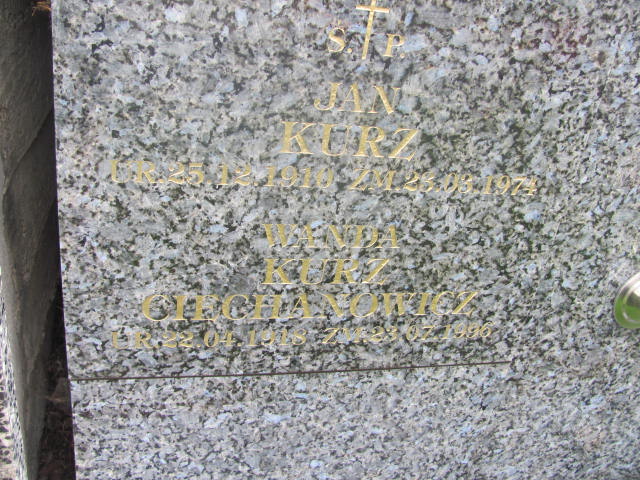 Ś. P.
JAN
KURZ
UR.25.12.1910 ZM.23.03.1974
WANDA
KURZ
CIECHANOWICZ
UR.22.04.1918 ZM.23.07.1996